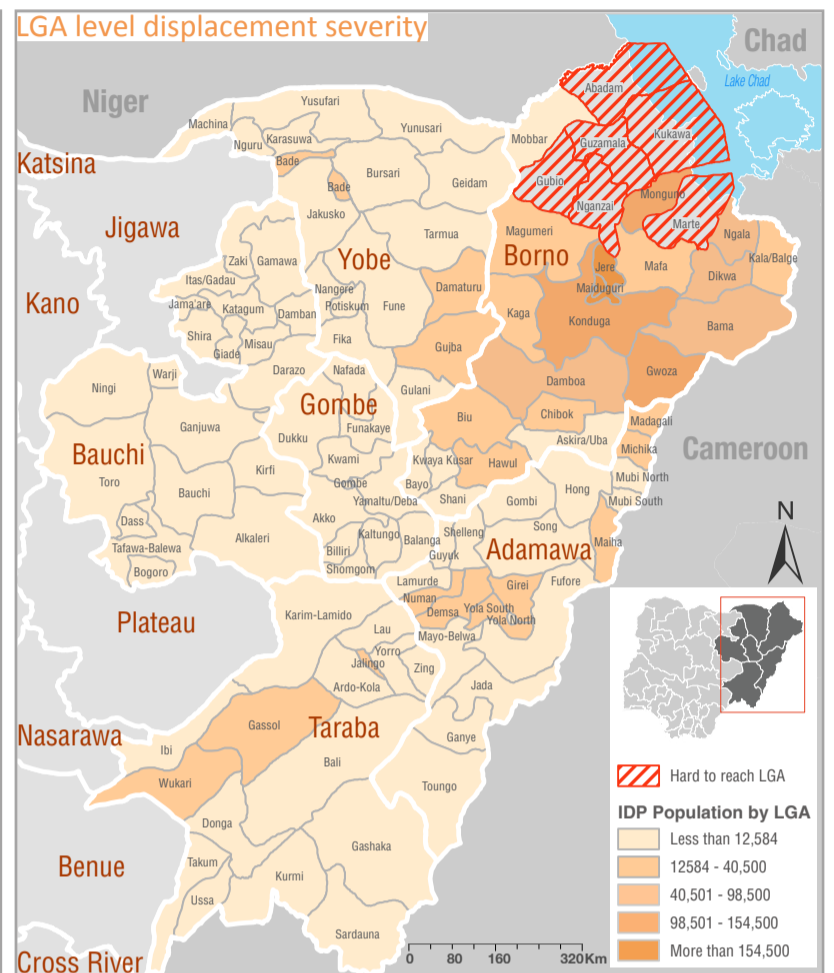 LGA level displacement severity
Chad
Lake Chad
Niger
Abadam
Yusufari
Machina
Yunusari
Kukawa
Nguru
Karasuwa
Mobbar
Guzamala
Katsina
Bade
Bursari
Geidam
Gubio
Bade
Monguno
Nganzai
Jakusko
Marte
Jigawa
Tarmua
Magumeri
Ngala
Yobe
Borno
Kala/Balge
Zaki
Gamawa
Jere
Mafa
Dikwa
Itas/Gadau
Nangere
Damaturu
Maiduguri
Kano
Jama'are
Katagum
Damban
Potiskum
Fune
Kaga
Konduga
Bama
Shira
Misau
Fika
Gujba
Giade
Darazo
Nafada
Gwoza
Warji
Damboa
Ningi
Gulani
Gombe
Biu
Chibok
Madagali
Ganjuwa
Dukku
Funakaye
Askira/Uba
Michika
Cameroon
Bauchi
Kwami
Kwaya Kusar
Hawul
Kirfi
Mubi North
Toro
Gombe
Bayo
Hong
Bauchi
Yamaltu/Deba
Shani
Gombi
Mubi South
N
Dass
Akko
Song
Tafawa-Balewa
Alkaleri
Kaltungo
Balanga
Shelleng
Adamawa
Maiha
Billiri
Guyuk
Bogoro
Shomgom
Lamurde
Girei
Fufore
Numan
Plateau
Karim-Lamido
Demsa
Yola South
Yola North
Lau
Mayo-Belwa
Yorro
Jalingo
Zing
Ardo-Kola
Jada
Nasarawa
Gassol
Taraba
Ganye
Ibi
Bali
Wukari
Toungo
Hard to reach LGA
IDP Population by LGA
Donga
Less than 12,584
Gashaka
Benue
Takum
12584 - 40,500
Kurmi
40,501 - 98,500
Ussa
98,501 - 154,500
Sardauna
More than 154,500
Cross River
0 80 160 320Km